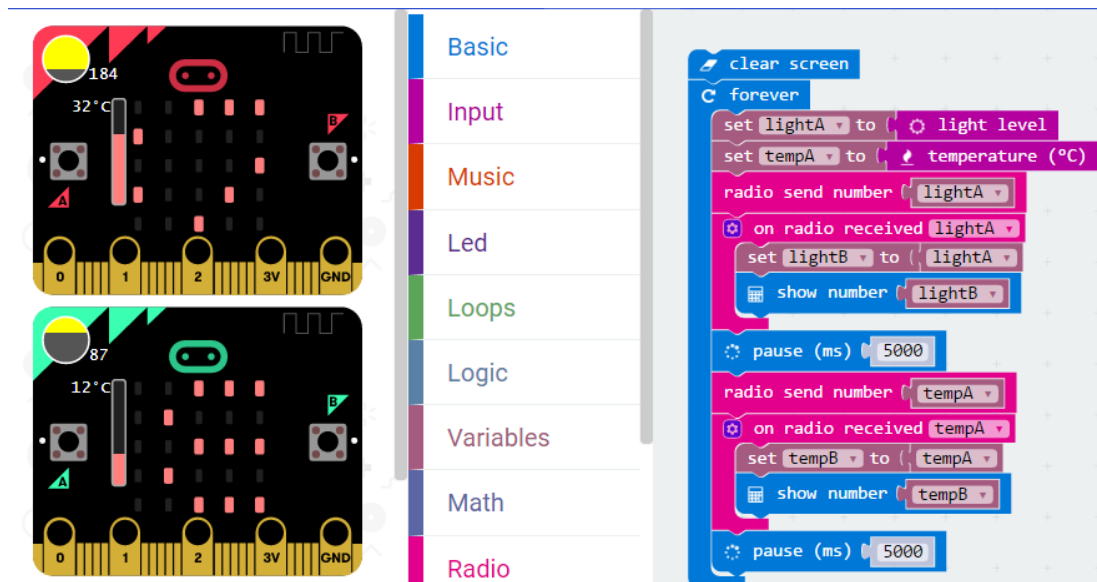 184
32°C
B
A
0 1 2 3V GND
87
12°C
B
A
0 1 2 3V GND
Basic
Input
Music
Led
Loops
Logic
Variables
Math
Radio
clear screen
forever
set lightA to light level
set tempA to temperature (ºC)
radio send number lightA
on radio received lightA
set lightB to lightA
show number lightB
pause (ms) 5000
radio send number tempA
on radio received tempA
set tempB to tempA
show number tempB
pause (ms) 5000